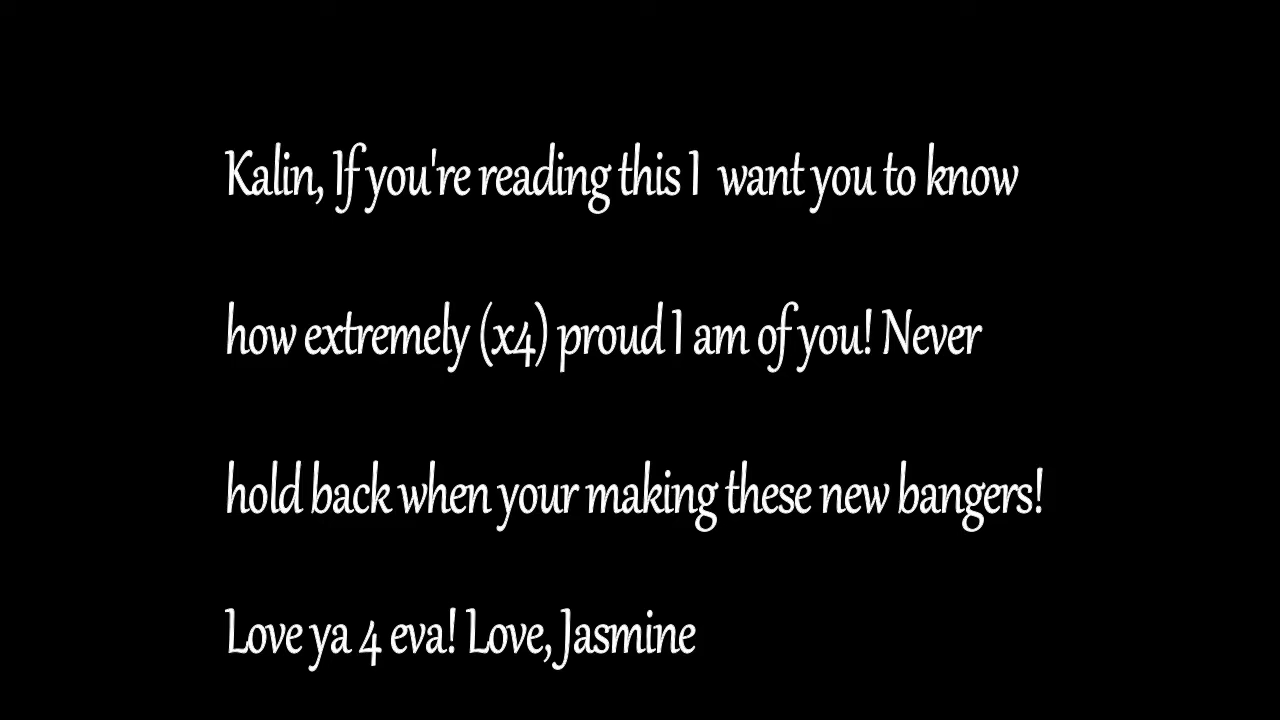 Kalin, If you're reading this I  want you to know
how extremely (x4) proud I am of you! Never
hold back when your making these new bangers!
Love ya 4 eva! Love, Jasmine